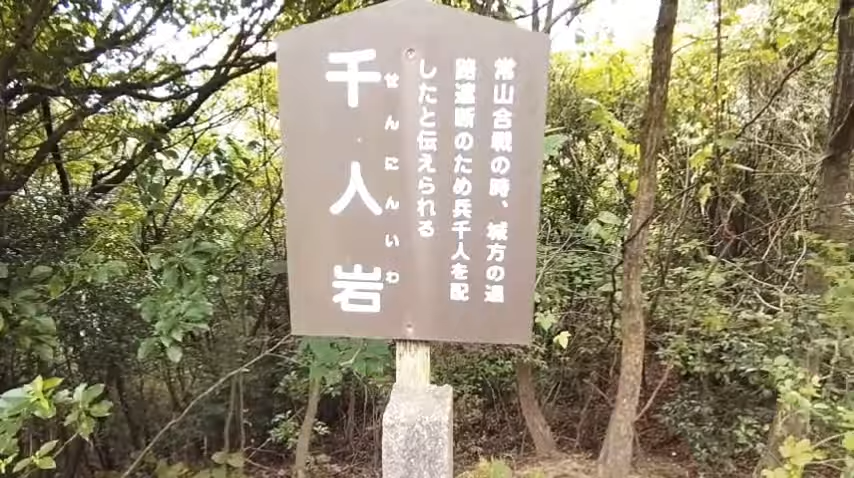 常山合戦の時、城方の退
路遮断のため兵千人を配
したと伝えられる
せんにんいわ
千人岩